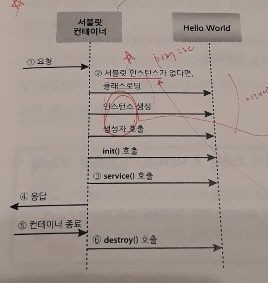 서블릿
컨테이너
Hello World
① 요청
② 서블릿 인스턴스가 없다면,
클래스로딩
인스턴스 생성
생성자 호출
init() 호출
③ service() 호출
④ 응답
⑤ 컨테이너 종료
⑥ destroy() 호출